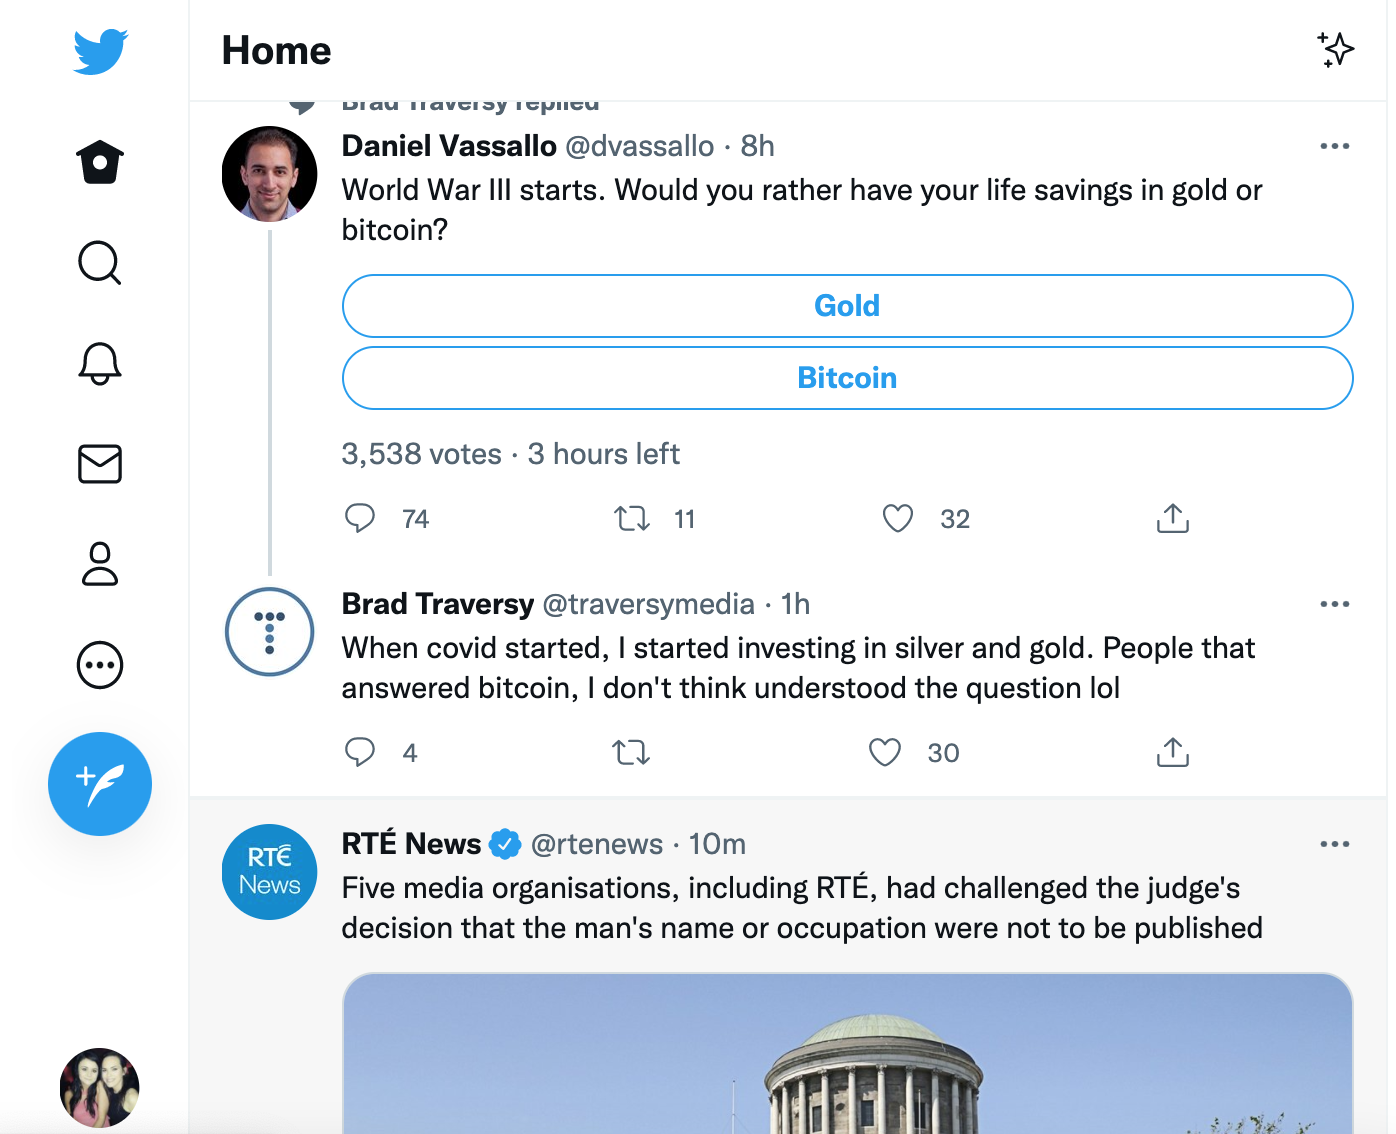 Home
Brad Traversy replied
Daniel Vassallo @dvassallo · 8h
World War III starts. Would you rather have your life savings in gold or
bitcoin?
Gold
Bitcoin
3,538 votes · 3 hours left
74 11 32
Brad Traversy @traversymedia · 1h
When covid started, I started investing in silver and gold. People that
answered bitcoin, I don't think understood the question lol
4 30
RTÉ News @rtenews · 10m
RTÉ
News
Five media organisations, including RTÉ, had challenged the judge's
decision that the man's name or occupation were not to be published